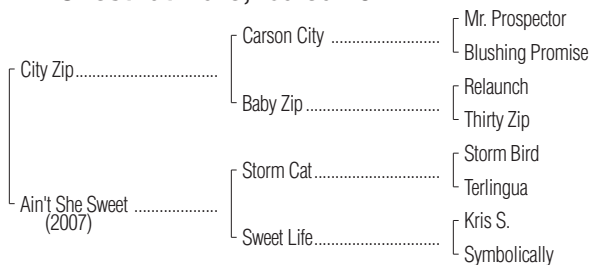 Mr. Prospector
Carson City ....................................
Blushing Promise
City Zip...............................................
Relaunch
Baby Zip ............................................
Thirty Zip
Storm Bird
Storm Cat..........................................
Terlingua
Ain't She Sweet ............................
(2007)
Kris S.
Sweet Life.........................................
Symbolically